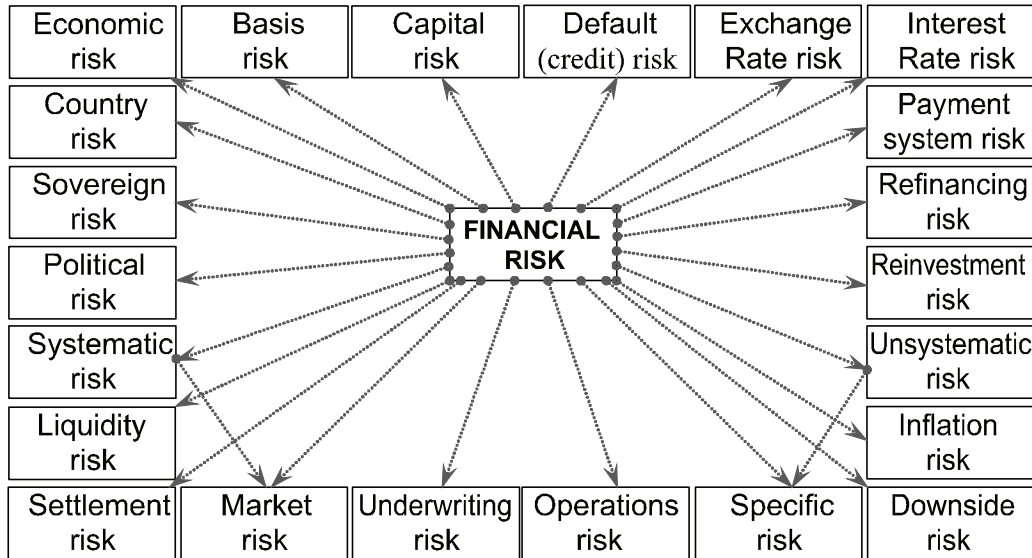 Economic
risk
Basis
risk
Capital
risk
Default
(credit) risk
Exchange
Rate risk
Interest
Rate risk
Country
risk
Payment
system risk
Sovereign
risk
FINANCIAL
RISK
Refinancing
risk
Political
risk
Reinvestment
risk
Systematic
risk
Unsystematic
risk
Liquidity
risk
Inflation
risk
Settlement
risk
Market
risk
Underwriting
risk
Operations
risk
Specific
risk
Downside
risk